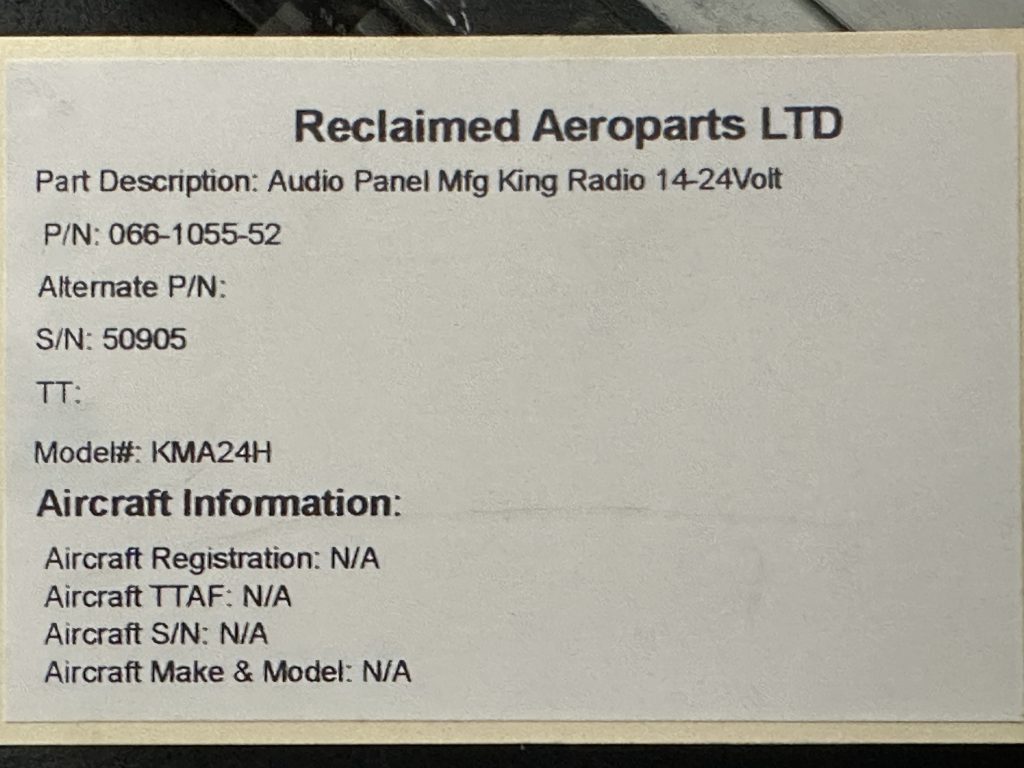 Reclaimed Aeroparts LTD
Part Description: Audio Panel Mfg King Radio 14-24Volt
P/N: 066-1055-52
Alternate P/N:
S/N: 50905
TT:
Model#: KMA24H
Aircraft Information:
Aircraft Registration: N/A
Aircraft TTAF: N/A
Aircraft S/N: N/A
Aircraft Make & Model: N/A